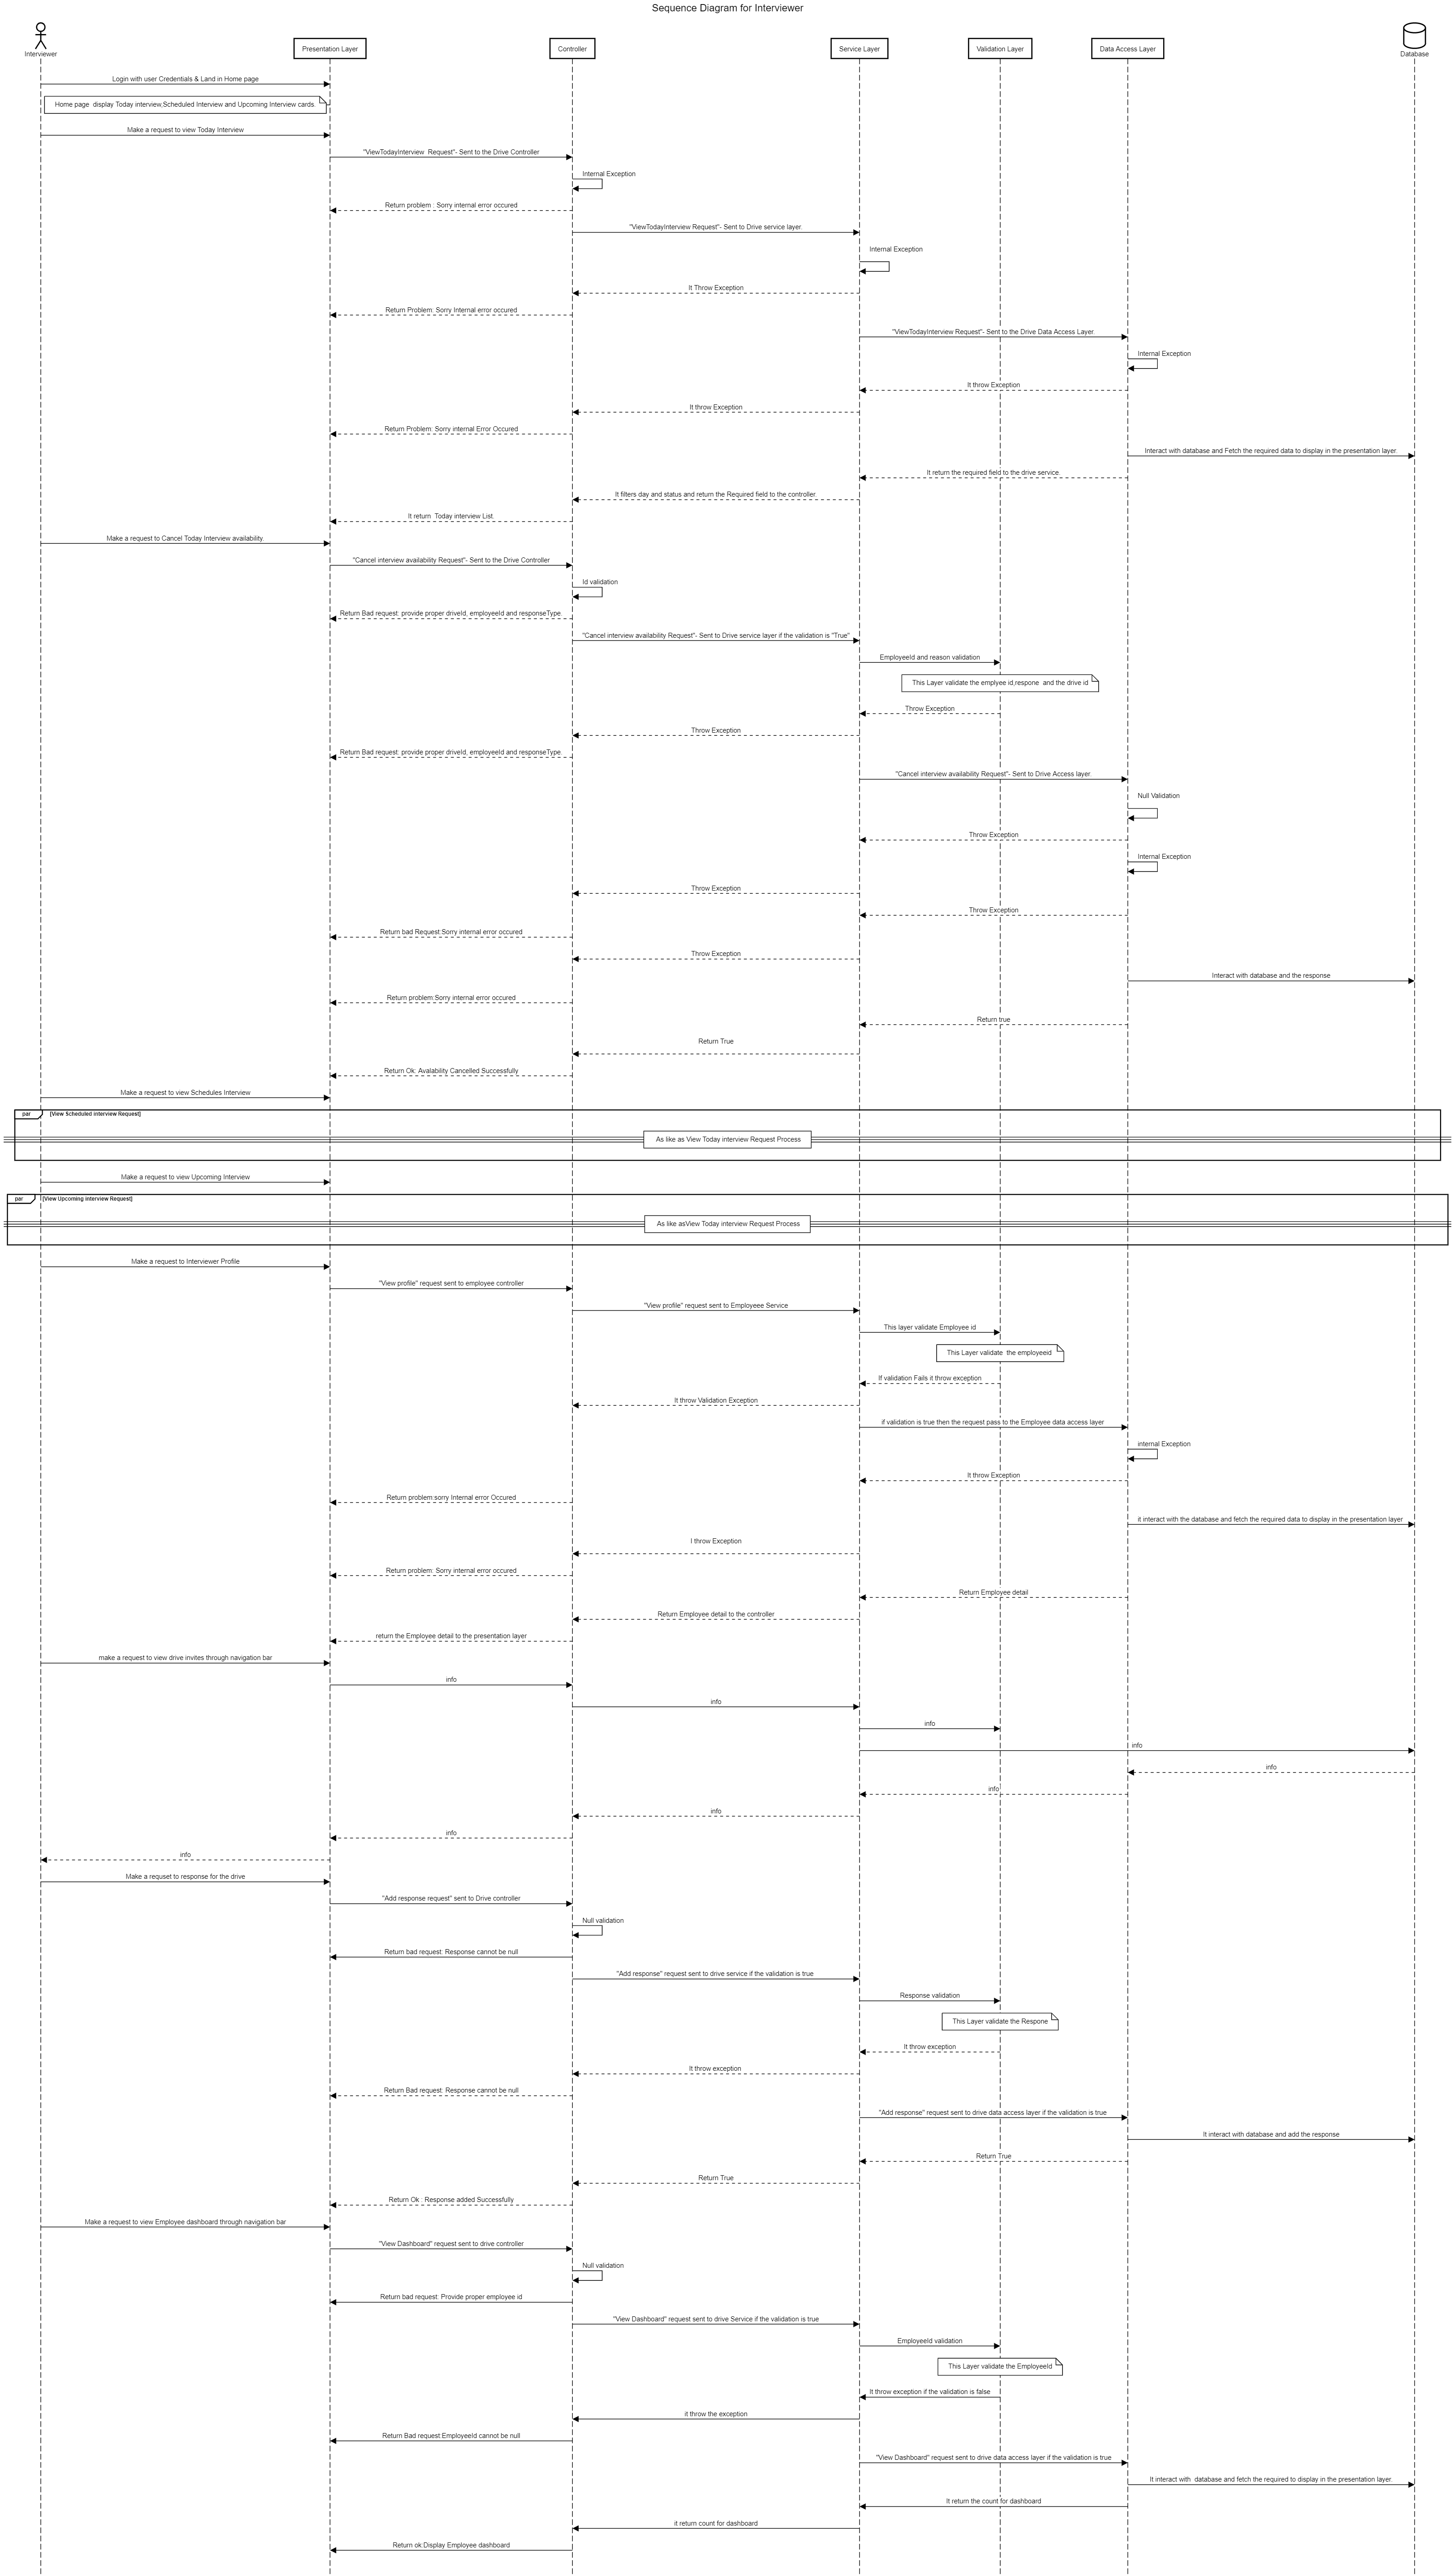 Sequence Diagram for Interviewer
Interviewer
Presentation Layer
Controller
Service Layer
Validation Layer
Data Access Layer
Database
Login with user Credentials & Land in Home page
Home page display Today interview,Scheduled Interview and Upcoming Interview cards.
Make a request to view Today Interview
"ViewTodayInterview Request"- Sent to the Drive Controller
Internal Exception
Return problem : Sorry internal error occured
"ViewTodayInterview Request"- Sent to Drive service layer.
Internal Exception
It Throw Exception
Return Problem: Sorry Internal error occured
"ViewTodayInterview Request"- Sent to the Drive Data Access Layer.
Internal Exception
It throw Exception
It throw Exception
Return Problem: Sorry internal Error Occured
Interact with database and Fetch the required data to display in the presentation layer.
It return the required field to the drive service.
It filters day and status and return the Required field to the controller.
It return Today interview List.
Make a request to Cancel Today Interview availability.
"Cancel interview availability Request"- Sent to the Drive Controller
Id validation
Return Bad request: provide proper driveId, employeeId and responseType.
"Cancel interview availability Request"- Sent to Drive service layer if the validation is "True"
EmployeeId and reason validation
This Layer validate the emplyee id,respone and the drive id
Throw Exception
Throw Exception
Return Bad request: provide proper driveId, employeeId and responseType.
"Cancel interview availability Request"- Sent to Drive Access layer.
Null Validation
Throw Exception
Internal Exception
Throw Exception
Throw Exception
Return bad Request:Sorry internal error occured
Throw Exception
Interact with database and the response
Return problem:Sorry internal error occured
Return true
Return True
Return Ok: Avalability Cancelled Successfully
Make a request to view Schedules Interview
par [View Scheduled interview Request]
As like as View Today interview Request Process
Make a request to view Upcoming Interview
par [View Upcoming interview Request]
As like asView Today interview Request Process
Make a request to Interviewer Profile
"View profile" request sent to employee controller
"View profile" request sent to Employeee Service
This layer validate Employee id
This Layer validate the employeeid
If validation Fails it throw exception
It throw Validation Exception
if validation is true then the request pass to the Employee data access layer
internal Exception
It throw Exception
Return problem:sorry Internal error Occured
it interact with the database and fetch the required data to display in the presentation layer
I throw Exception
Return problem: Sorry internal error occured
Return Employee detail
Return Employee detail to the controller
return the Employee detail to the presentation layer
make a request to view drive invites through navigation bar
info
info
info
info
info
info
info
info
info
Make a requset to response for the drive
"Add response request" sent to Drive controller
Null validation
Return bad request: Response cannot be null
"Add response" request sent to drive service if the validation is true
Response validation
This Layer validate the Respone
It throw exception
It throw exception
Return Bad request: Response cannot be null
"Add response" request sent to drive data access layer if the validation is true
It interact with database and add the response
Return True
Return True
Return Ok : Response added Successfully
Make a request to view Employee dashboard through navigation bar
"View Dashboard" request sent to drive controller
Null validation
Return bad request: Provide proper employee id
"View Dashboard" request sent to drive Service if the validation is true
EmployeeId validation
This Layer validate the EmployeeId
It throw exception if the validation is false
it throw the exception
Return Bad request:EmployeeId cannot be null
"View Dashboard" request sent to drive data access layer if the validation is true
It interact with database and fetch the required to display in the presentation layer.
It return the count for dashboard
it return count for dashboard
Return ok:Display Employee dashboard